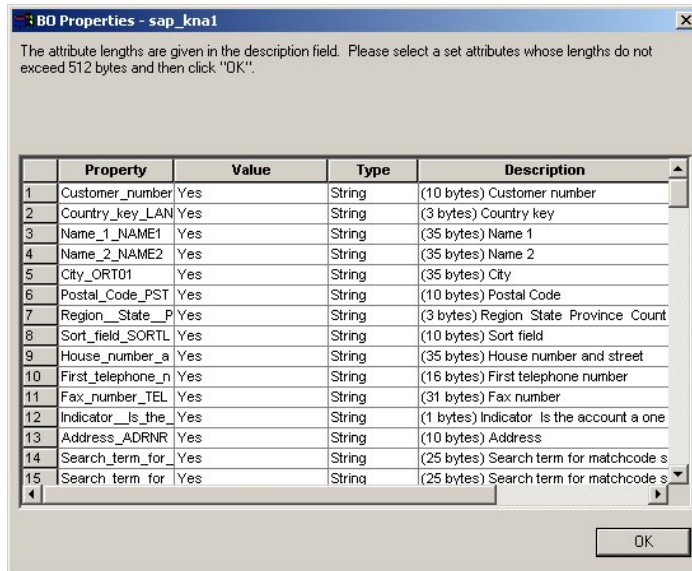 BO Properties - sap_kna1
The attribute lengths are given in the description field. Please select a set attributes whose lengths do not
exceed 512 bytes and then click "OK".
Property Value Type Description
1 Customer_number Yes String (10 bytes) Customer number
2 Country_key_LAN Yes String (3 bytes) Country key
3 Name_1_NAME1 Yes String (35 bytes) Name 1
4 Name_2_NAME2 Yes String (35 bytes) Name 2
5 City_ORT01 Yes String (35 bytes) City
6 Postal_Code_PST Yes String (10 bytes) Postal Code
7 Region__State__P Yes String (3 bytes) Region State Province Count
8 Sort_field_SORTL Yes String (10 bytes) Sort field
9 House_number_a Yes String (35 bytes) House number and street
10 First_telephone_n Yes String (16 bytes) First telephone number
11 Fax_number_TEL Yes String (31 bytes) Fax number
12 Indicator__Is_the_ Yes String (1 bytes) Indicator Is the account a one
13 Address_ADRNR Yes String (10 bytes) Address
14 Search_term_for_ Yes String (25 bytes) Search term for matchcode s
15 Search_term_for_ Yes String (25 bytes) Search term for matchcode s
OK